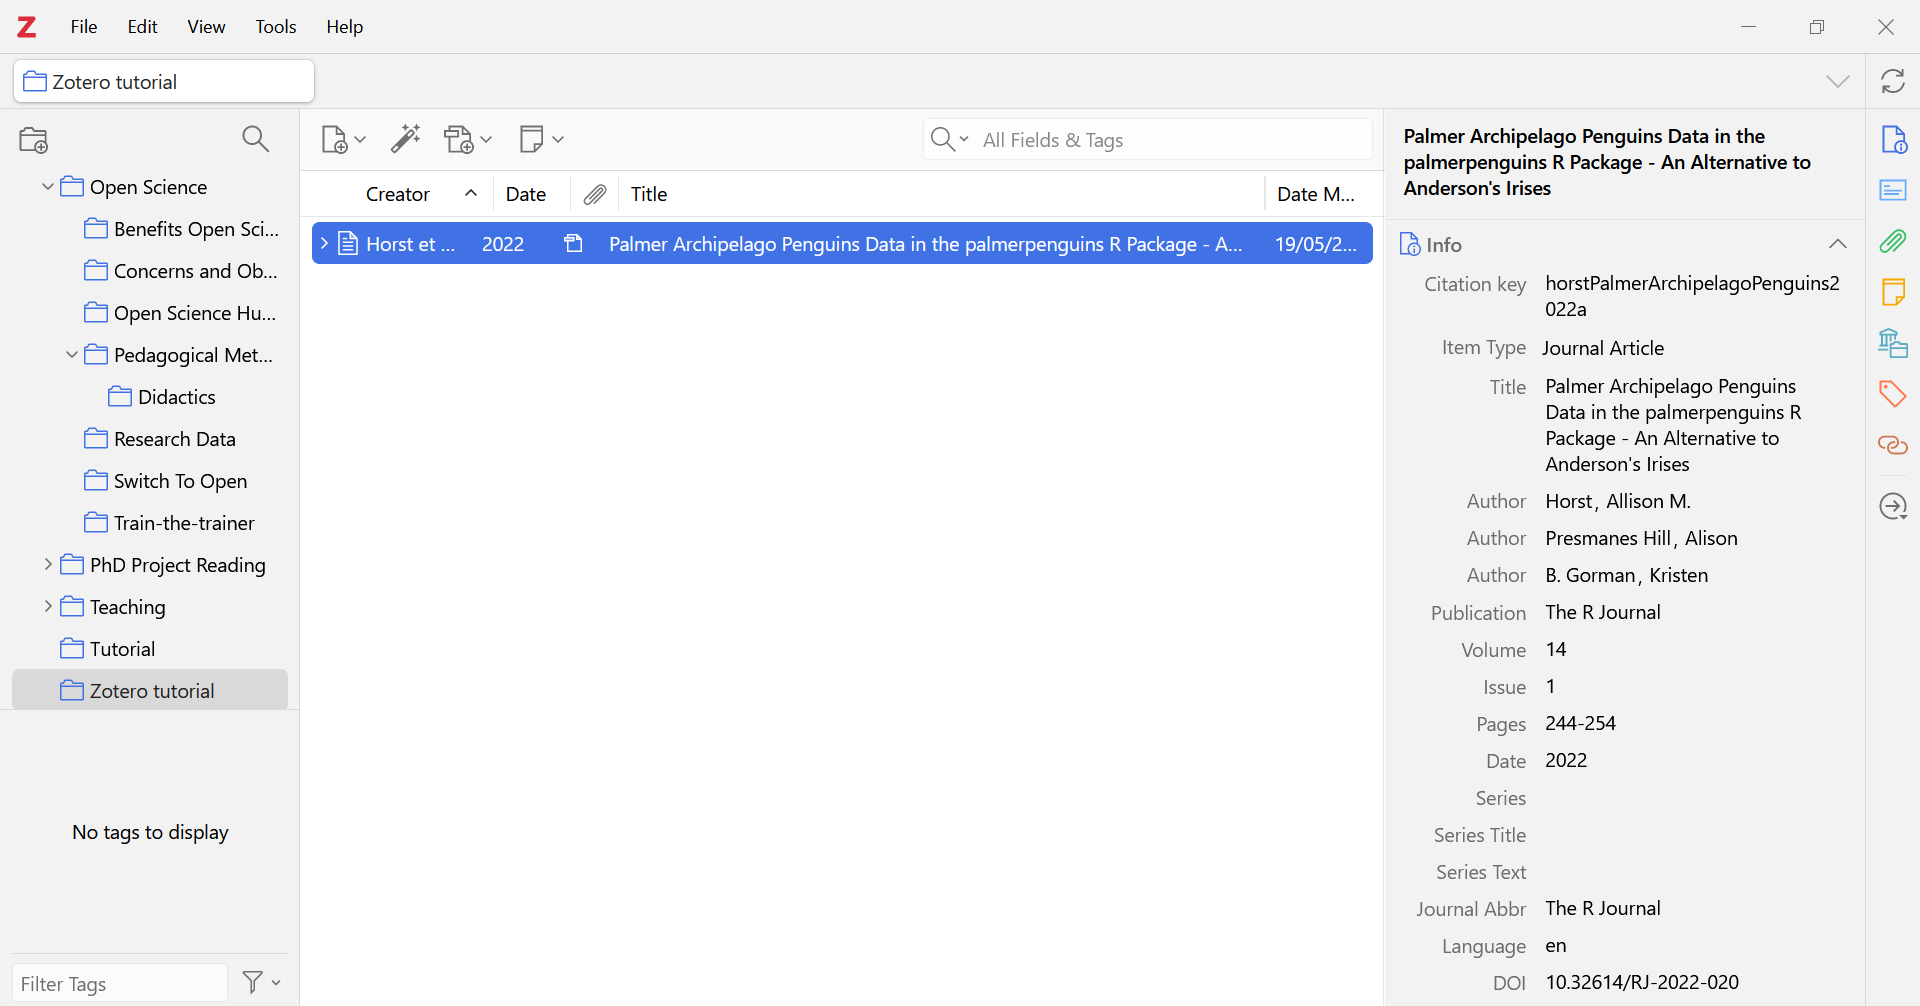 Z File Edit View Tools Help
Zotero tutorial
All Fields & Tags
Open Science
Benefits Open Sci...
Concerns and Ob...
Open Science Hu...
Pedagogical Met...
Didactics
Research Data
Switch To Open
Train-the-trainer
PhD Project Reading
Teaching
Tutorial
Zotero tutorial
No tags to display
Filter Tags
Creator Date Title Date M...
Horst et ... 2022 Palmer Archipelago Penguins Data in the palmerpenguins R Package - A... 19/05/2...
Palmer Archipelago Penguins Data in the
palmerpenguins R Package - An Alternative to
Anderson's Irises
Info
Citation key horstPalmerArchipelagoPenguins2
022a
Item Type Journal Article
Title Palmer Archipelago Penguins
Data in the palmerpenguins R
Package - An Alternative to
Anderson's Irises
Author Horst, Allison M.
Author Presmanes Hill, Alison
Author B. Gorman, Kristen
Publication The R Journal
Volume 14
Issue 1
Pages 244-254
Date 2022
Series
Series Title
Series Text
Journal Abbr The R Journal
Language en
DOI 10.32614/RJ-2022-020